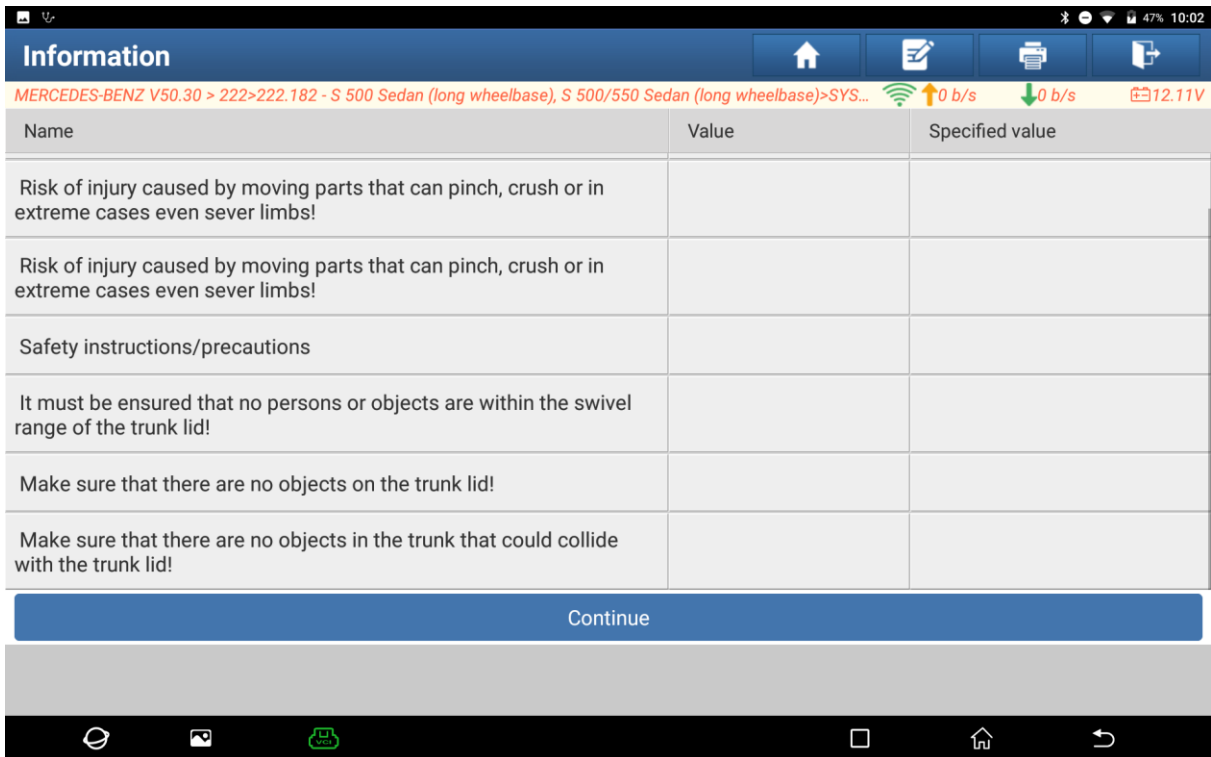 47% 10:02
Information
MERCEDES-BENZ V50.30 > 222>222.182 - S 500 Sedan (long wheelbase), S 500/550 Sedan (long wheelbase)>SYS... 0 b/s 0 b/s 12.11V
Name Value Specified value
Risk of injury caused by moving parts that can pinch, crush or in
extreme cases even sever limbs!
Risk of injury caused by moving parts that can pinch, crush or in
extreme cases even sever limbs!
Safety instructions/precautions
It must be ensured that no persons or objects are within the swivel
range of the trunk lid!
Make sure that there are no objects on the trunk lid!
Make sure that there are no objects in the trunk that could collide
with the trunk lid!
Continue
VCI